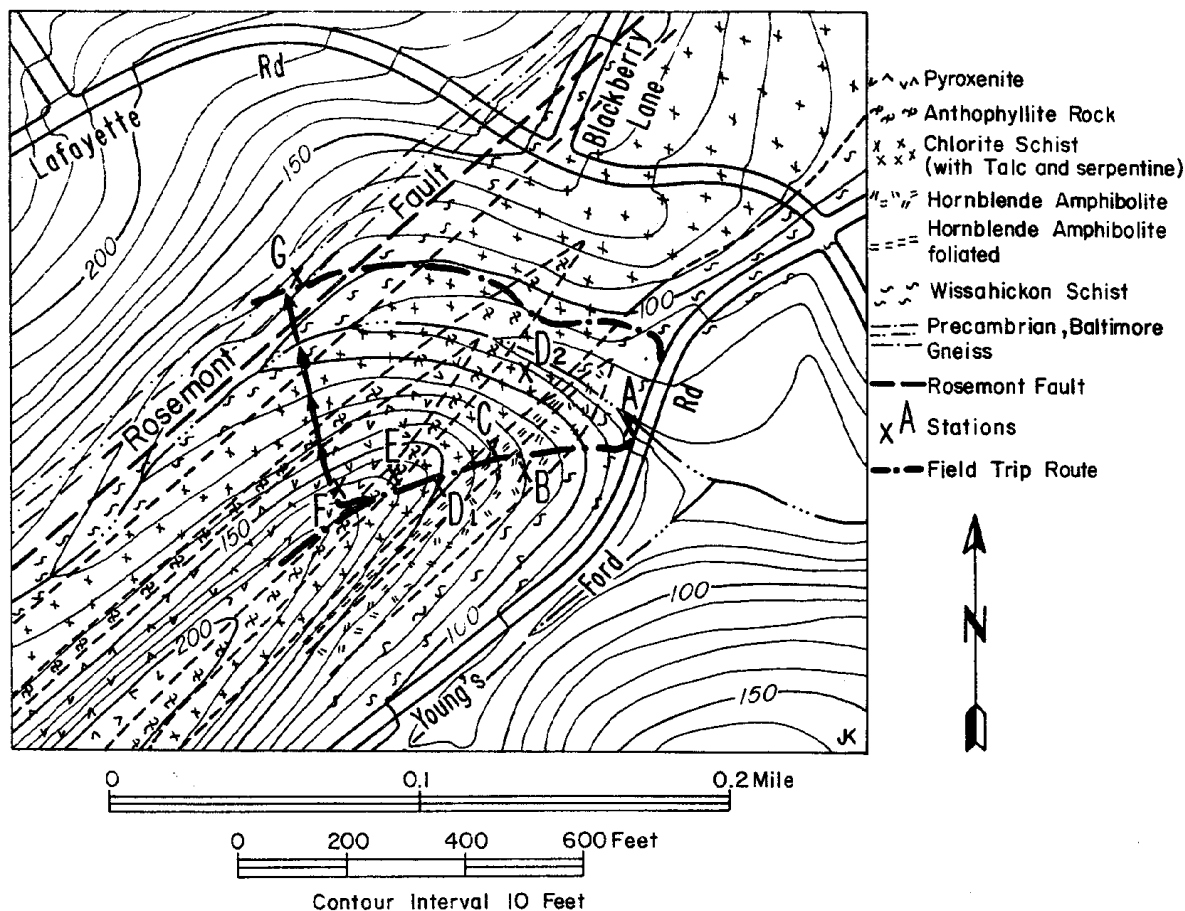 Lafayette
Rd
Blackberry
Lane
150
Fault
200
G
Rosemont
100
D2
A
Rd
C
E
B
D1
F
150
Ford
100
200
100
Young's
150
JK
Pyroxenite
Anthophyllite Rock
Chlorite Schist
(with Talc and serpentine)
Hornblende Amphibolite
Hornblende Amphibolite
foliated
Wissahickon Schist
Precambrian, Baltimore
Gneiss
Rosemont Fault
A Stations
Field Trip Route
N
0 0.1 0.2 Mile
0 200 400 600 Feet
Contour Interval 10 Feet